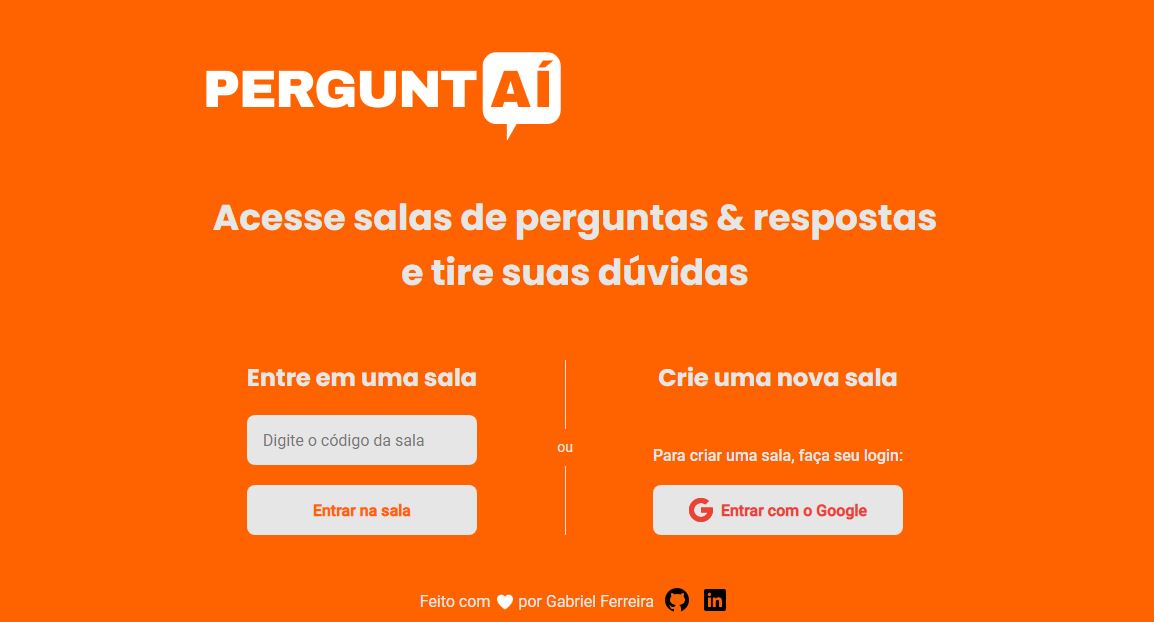 PERGUNTAÍ
Acesse salas de perguntas & respostas
e tire suas dúvidas
Entre em uma sala
Digite o código da sala
Entrar na sala
ou
Crie uma nova sala
Para criar uma sala, faça seu login:
Entrar com o Google
Feito com 🤍 por Gabriel Ferreira